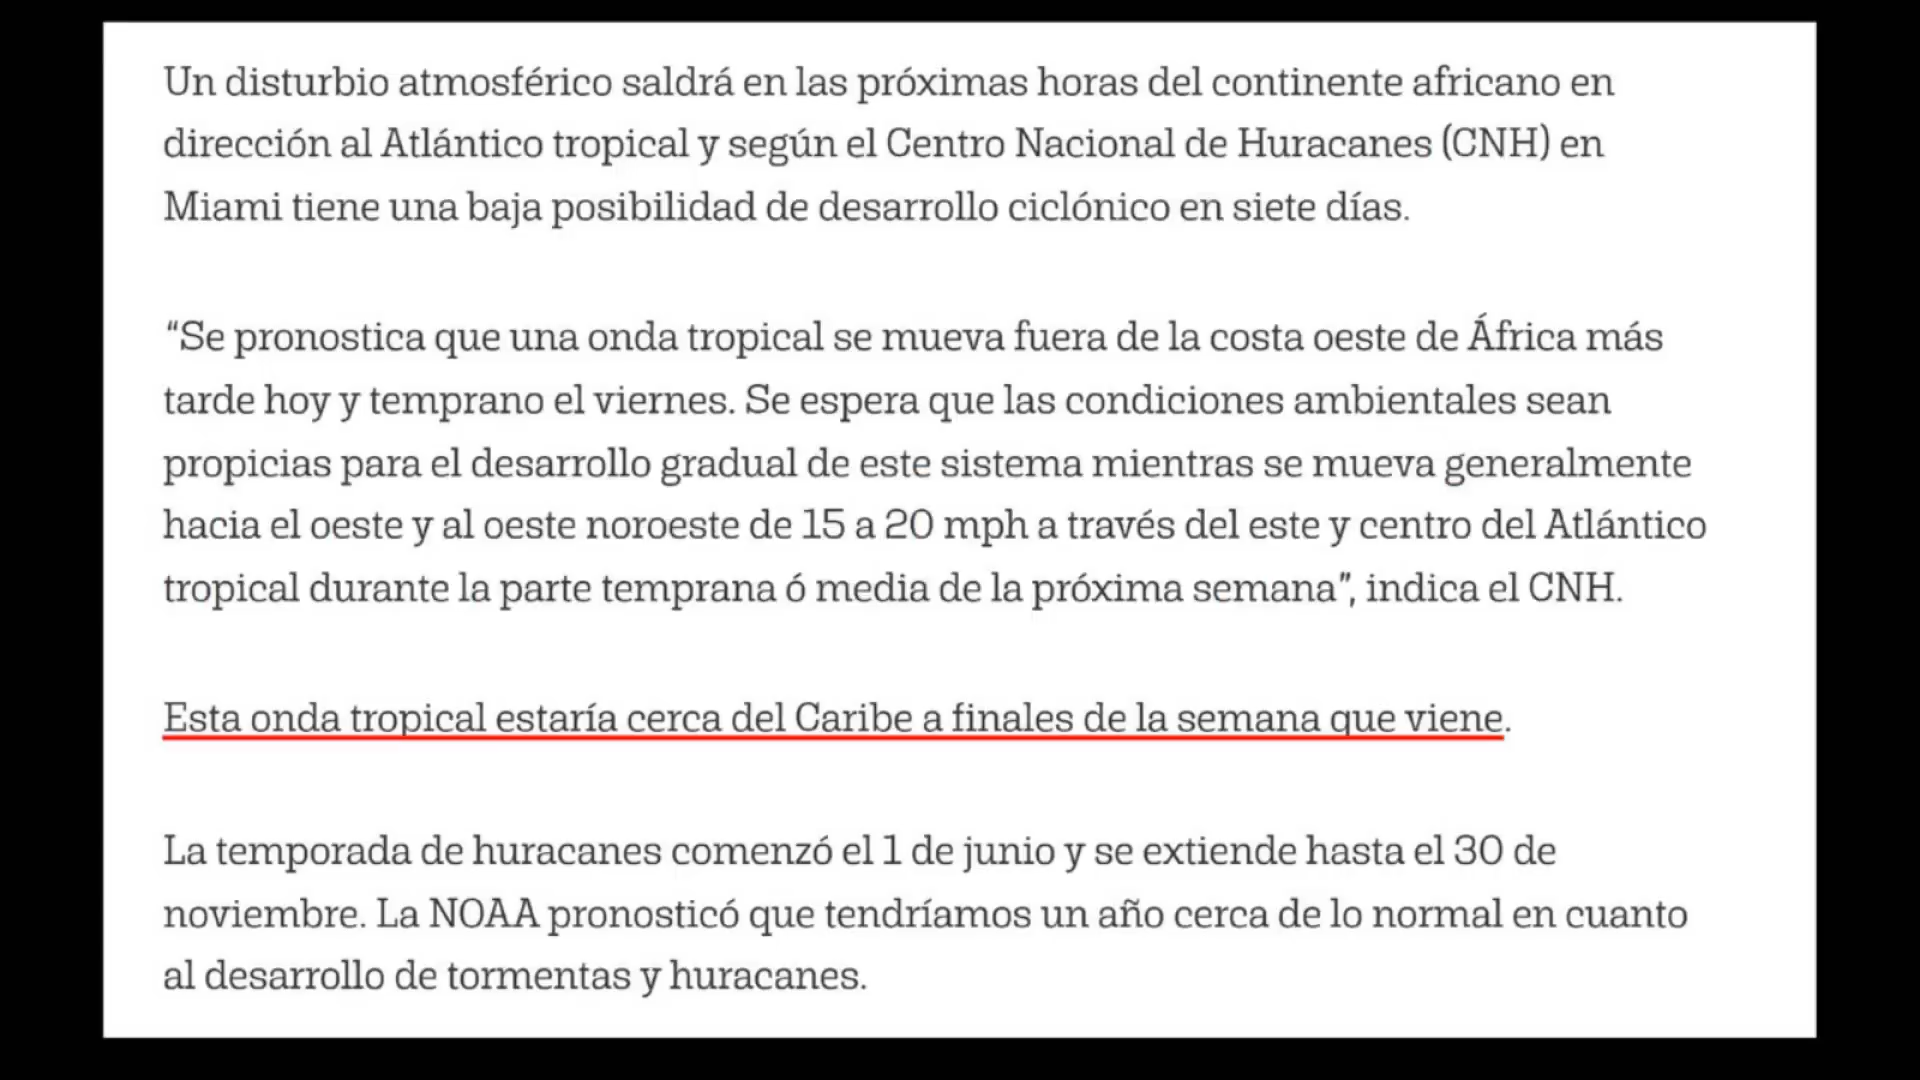 Un disturbio atmosférico saldrá en las próximas horas del continente africano en
dirección al Atlántico tropical y según el Centro Nacional de Huracanes (CNH) en
Miami tiene una baja posibilidad de desarrollo ciclónico en siete días.
“Se pronostica que una onda tropical se mueva fuera de la costa oeste de África más
tarde hoy y temprano el viernes. Se espera que las condiciones ambientales sean
propicias para el desarrollo gradual de este sistema mientras se mueva generalmente
hacia el oeste y al oeste noroeste de 15 a 20 mph a través del este y centro del Atlántico
tropical durante la parte temprana ó media de la próxima semana”, indica el CNH.
Esta onda tropical estaría cerca del Caribe a finales de la semana que viene.
La temporada de huracanes comenzó el 1 de junio y se extiende hasta el 30 de
noviembre. La NOAA pronosticó que tendríamos un año cerca de lo normal en cuanto
al desarrollo de tormentas y huracanes.